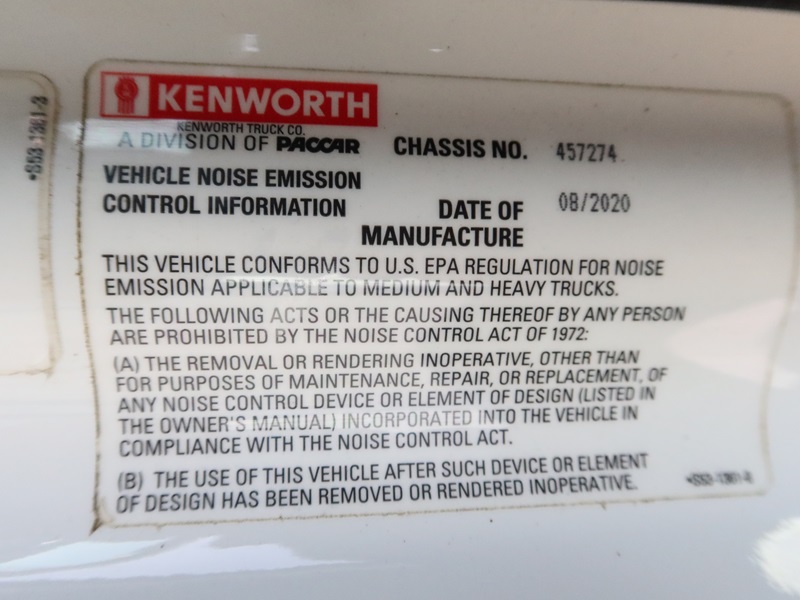 KENWORTH
KENWORTH TRUCK CO.
A DIVISION OF PACCAR
CHASSIS NO. 457274
VEHICLE NOISE EMISSION
CONTROL INFORMATION
DATE OF
MANUFACTURE
08/2020
THIS VEHICLE CONFORMS TO U.S. EPA REGULATION FOR NOISE
EMISSION APPLICABLE TO MEDIUM AND HEAVY TRUCKS.
THE FOLLOWING ACTS OR THE CAUSING THEREOF BY ANY PERSON
ARE PROHIBITED BY THE NOISE CONTROL ACT OF 1972:
(A) THE REMOVAL OR RENDERING INOPERATIVE, OTHER THAN
FOR PURPOSES OF MAINTENANCE, REPAIR, OR REPLACEMENT, OF
ANY NOISE CONTROL DEVICE OR ELEMENT OF DESIGN (LISTED IN
THE OWNER'S MANUAL) INCORPORATED INTO THE VEHICLE IN
COMPLIANCE WITH THE NOISE CONTROL ACT.
(B) THE USE OF THIS VEHICLE AFTER SUCH DEVICE OR ELEMENT
OF DESIGN HAS BEEN REMOVED OR RENDERED INOPERATIVE.